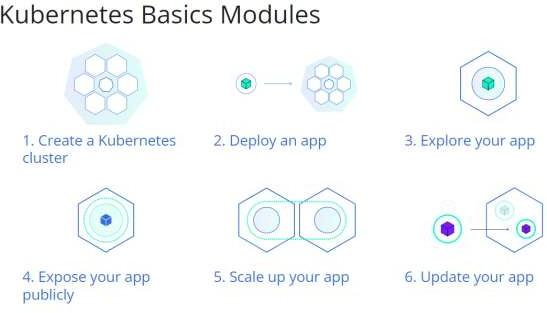 Kubernetes Basics Modules
1. Create a Kubernetes
cluster
2. Deploy an app
3. Explore your app
4. Expose your app
publicly
5. Scale up your app
6. Update your app